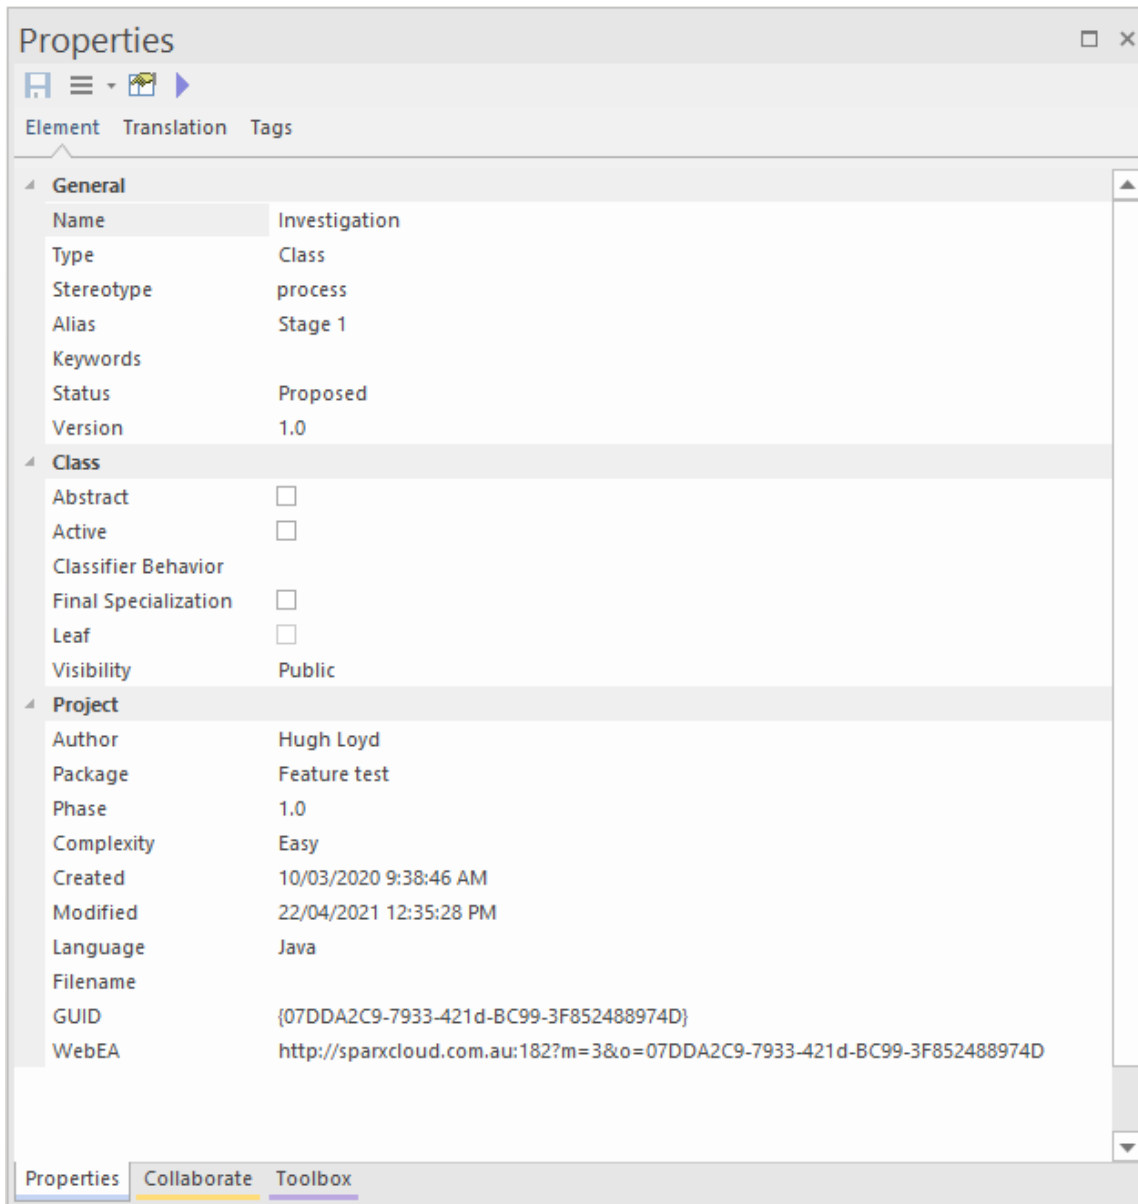 Properties
Element Translation Tags
General
Name Investigation
Type Class
Stereotype process
Alias Stage 1
Keywords
Status Proposed
Version 1.0
Class
Abstract
Active
Classifier Behavior
Final Specialization
Leaf
Visibility Public
Project
Author Hugh Loyd
Package Feature test
Phase 1.0
Complexity Easy
Created 10/03/2020 9:38:46 AM
Modified 22/04/2021 12:35:28 PM
Language Java
Filename
GUID {07DDA2C9-7933-421d-BC99-3F852488974D}
WebEA http://sparxcloud.com.au:182?m=3&o=07DDA2C9-7933-421d-BC99-3F852488974D
Properties Collaborate Toolbox